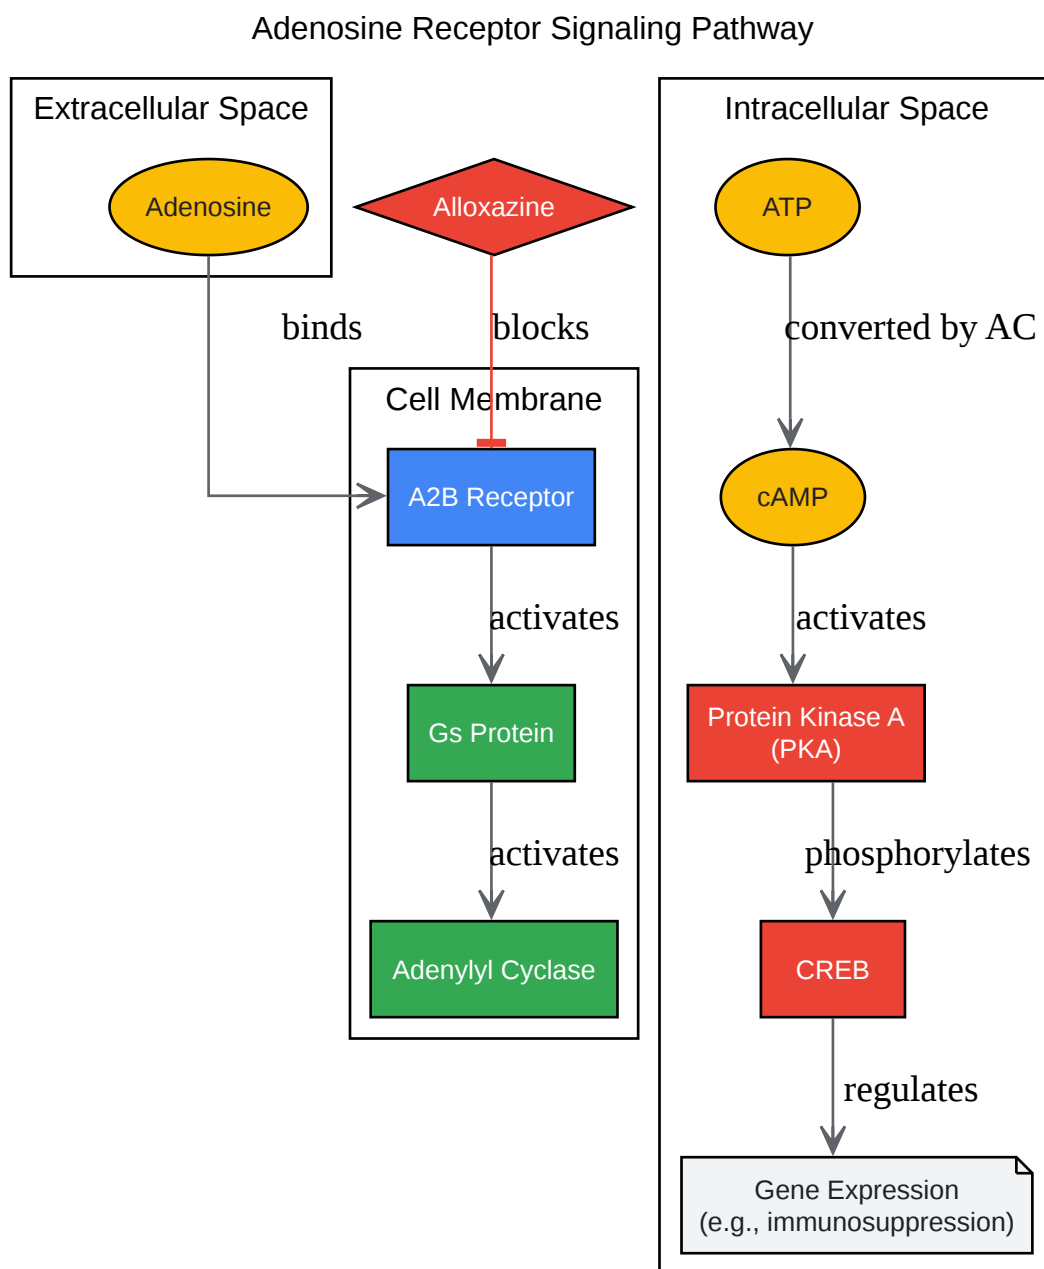 Adenosine Receptor Signaling Pathway
Extracellular Space
Intracellular Space
Adenosine
Alloxazine
ATP
binds
blocks
converted by AC
Cell Membrane
A2B Receptor
cAMP
activates
activates
Gs Protein
Protein Kinase A
(PKA)
activates
phosphorylates
Adenylyl Cyclase
CREB
regulates
Gene Expression
(e.g., immunosuppression)